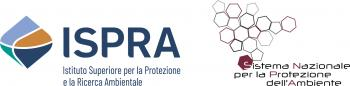 ISPRA
Istituto Superiore per la Protezione
e la Ricerca Ambientale
Sistema Nazionale
per la Protezione
dell'Ambiente